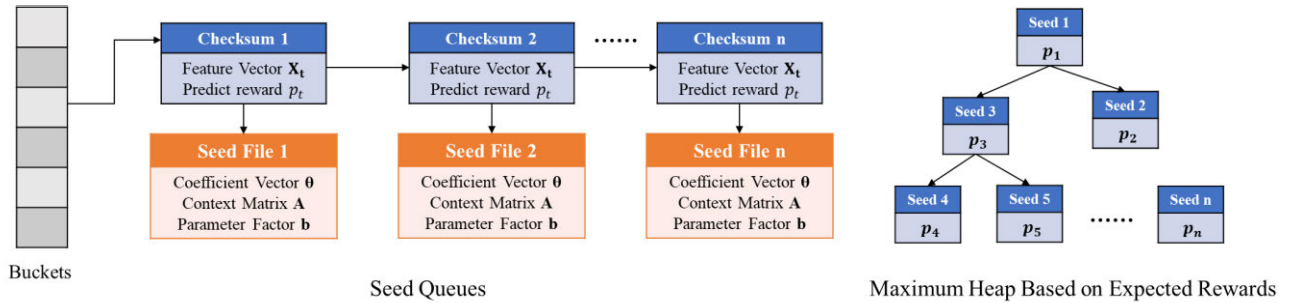 Checksum 1
Feature Vector Xₜ
Predict reward pₜ
Seed File 1
Coefficient Vector θ
Context Matrix A
Parameter Factor b
Checksum 2
Feature Vector Xₜ
Predict reward pₜ
Seed File 2
Coefficient Vector θ
Context Matrix A
Parameter Factor b
......
Checksum n
Feature Vector Xₜ
Predict reward pₜ
Seed File n
Coefficient Vector θ
Context Matrix A
Parameter Factor b
Seed 1
p₁
Seed 3
p₃
Seed 2
p₂
Seed 4
p₄
Seed 5
p₅
......
Seed n
pₙ
Buckets
Seed Queues
Maximum Heap Based on Expected Rewards